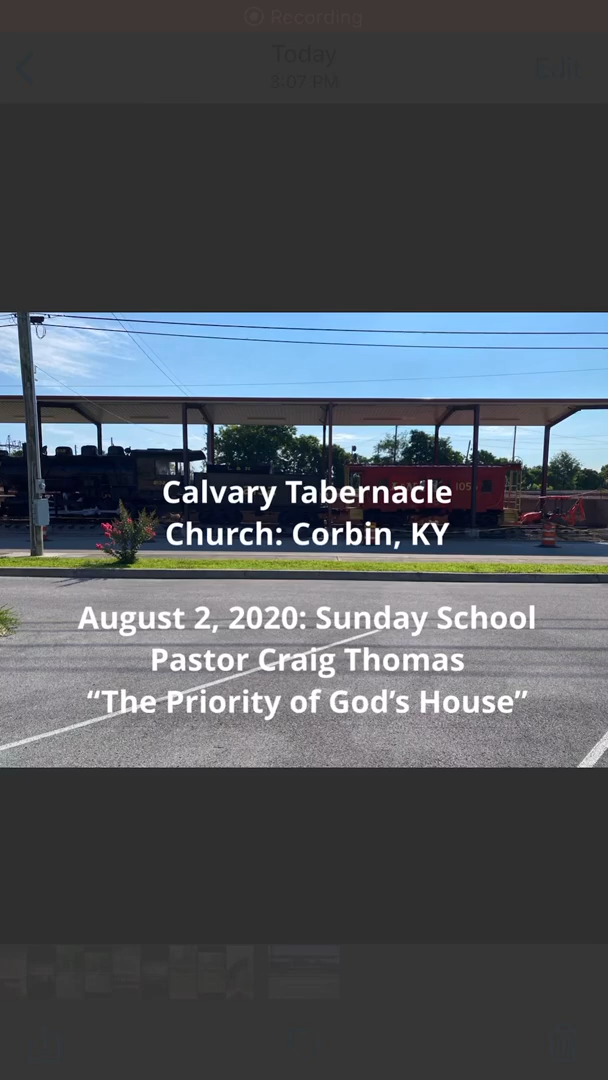 Recording
Today
3:07 PM
Edit
105
Calvary Tabernacle
Church: Corbin, KY
August 2, 2020: Sunday School
Pastor Craig Thomas
“The Priority of God’s House”